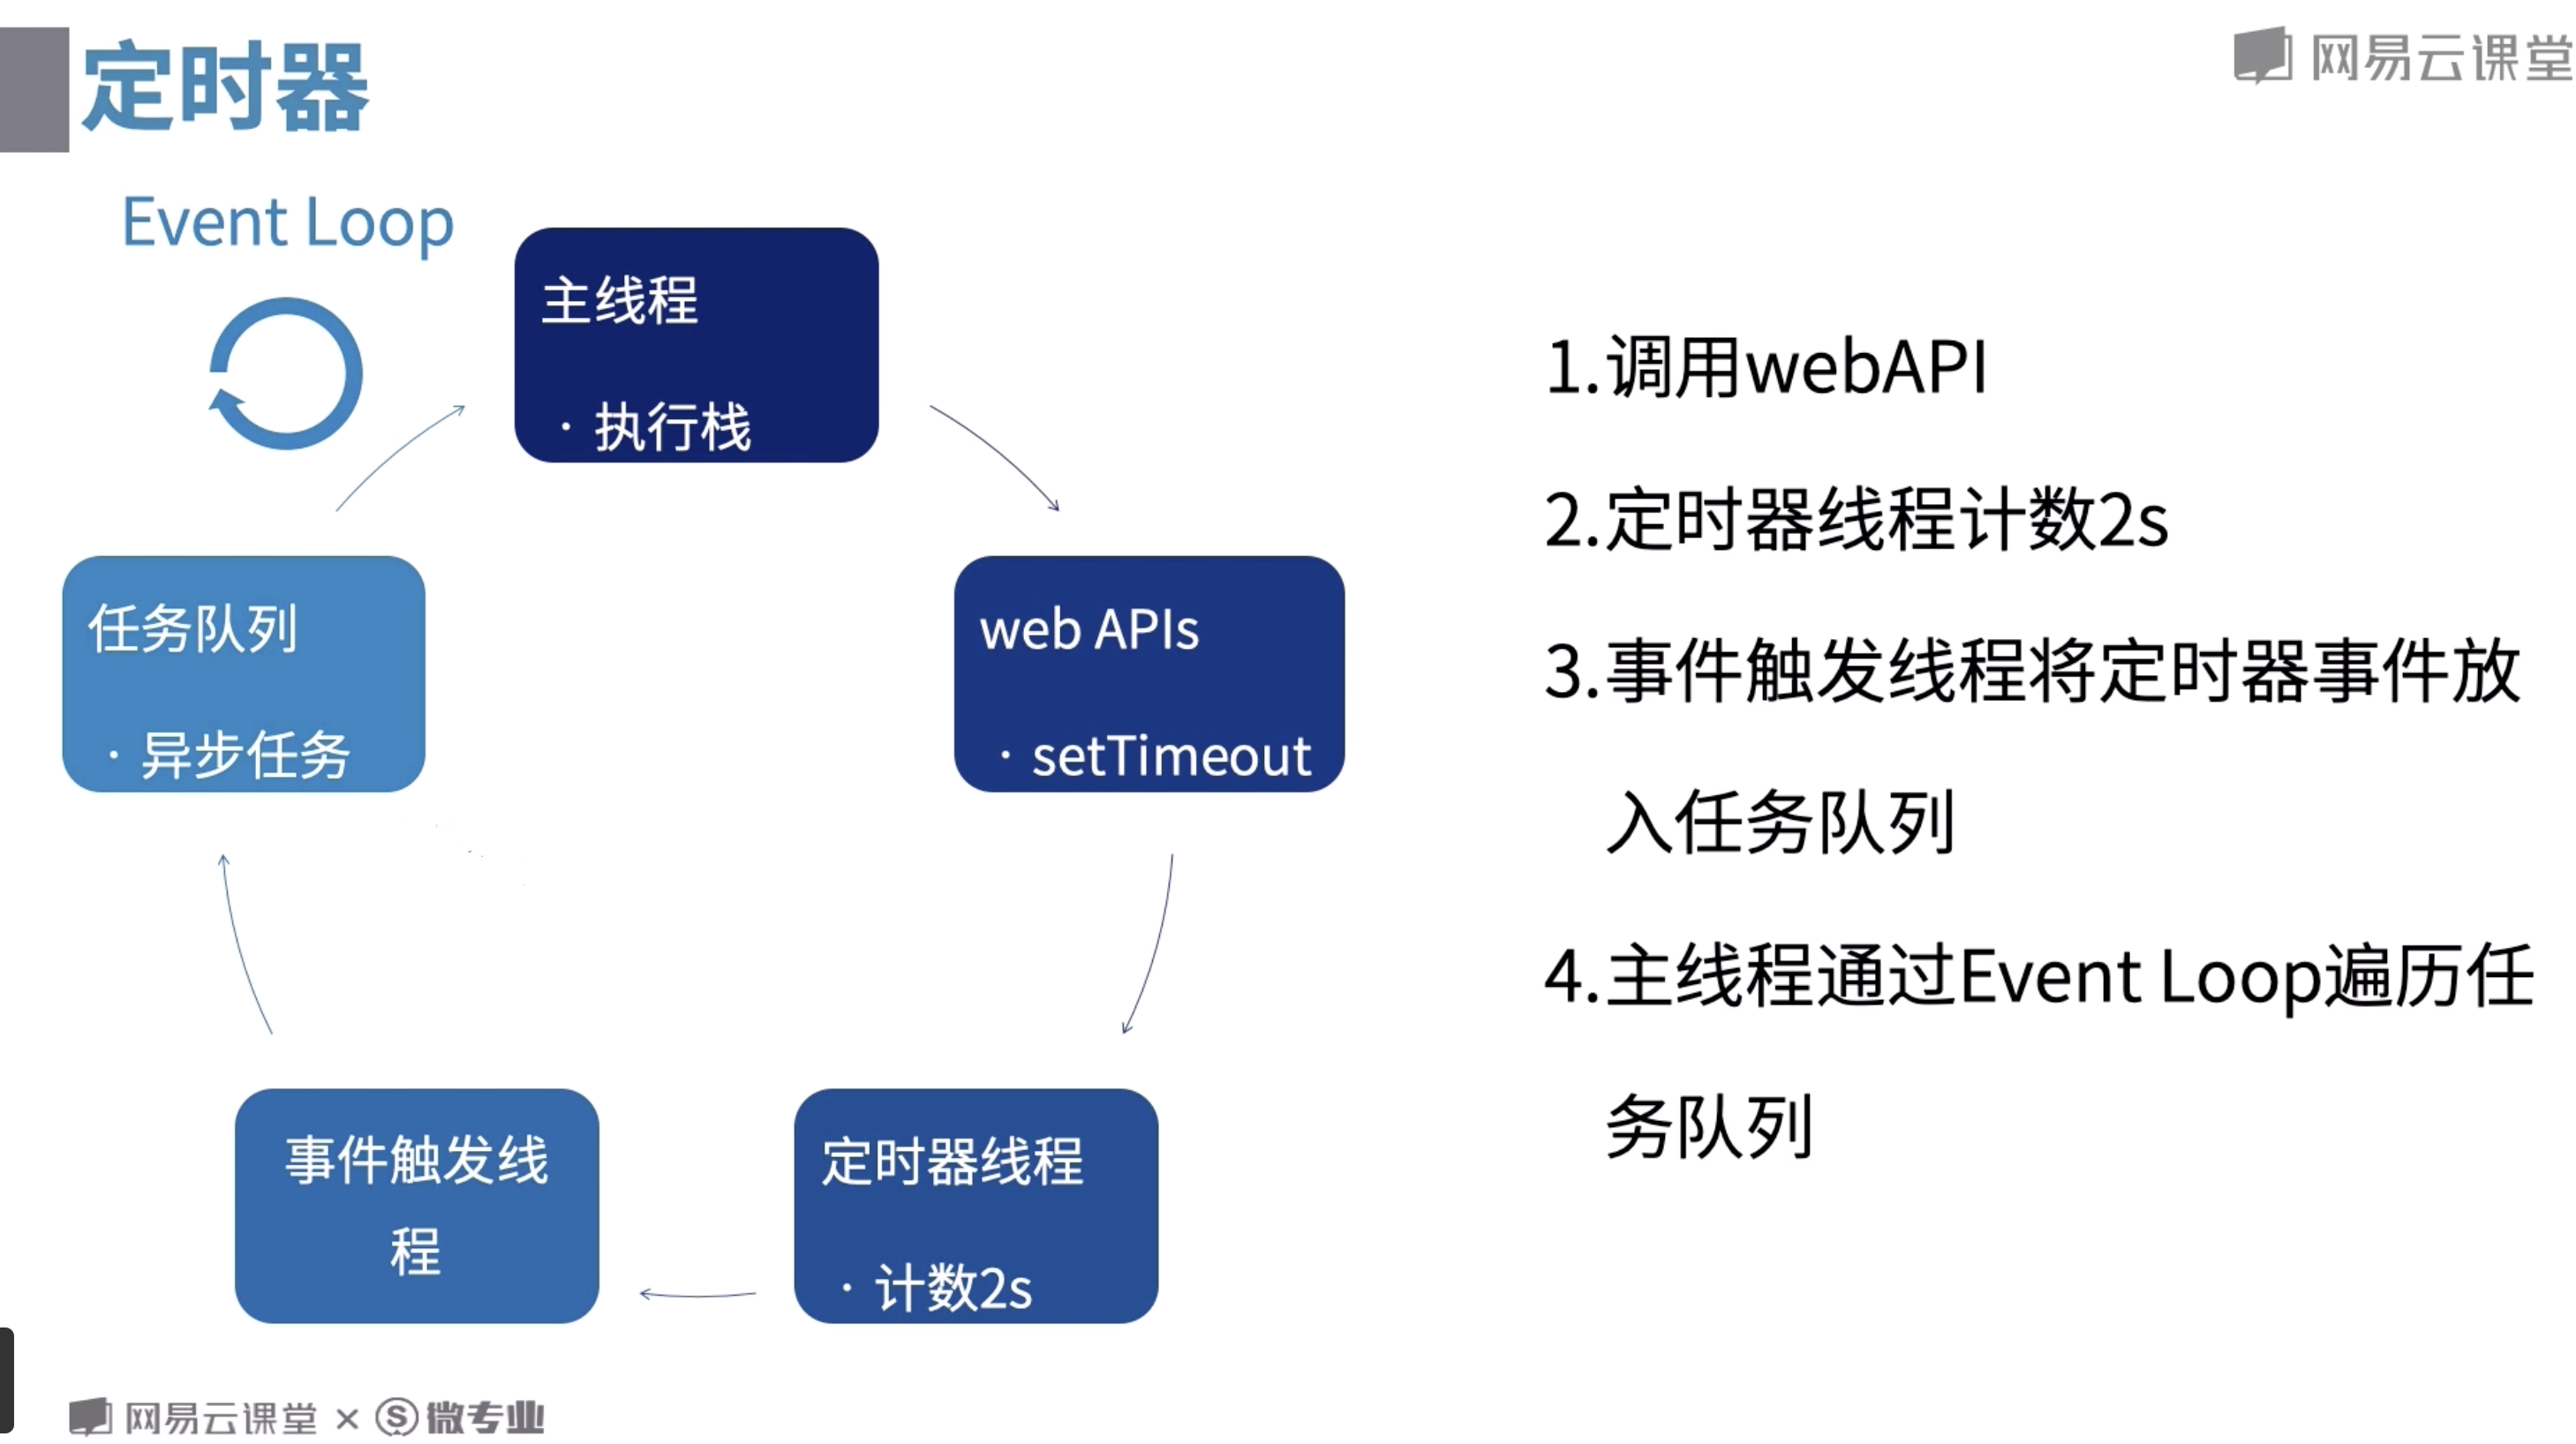 定时器
网易云课堂
Event Loop
主线程
· 执行栈
web APIs
· setTimeout
定时器线程
· 计数2s
事件触发线
程
任务队列
· 异步任务
1.调用webAPI
2.定时器线程计数2s
3.事件触发线程将定时器事件放
入任务队列
4.主线程通过Event Loop遍历任
务队列
网易云课堂 × S 微专业